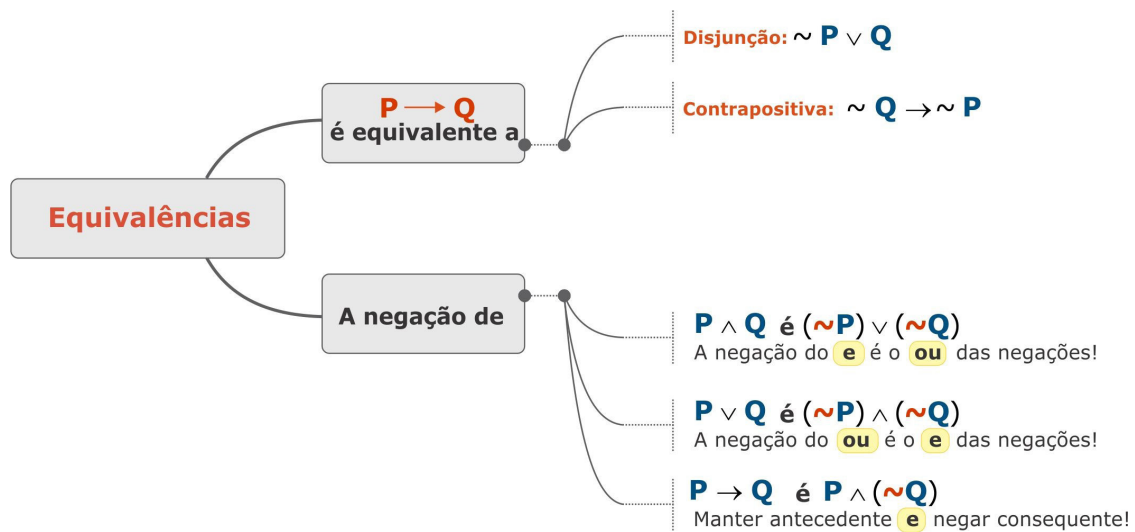 Equivalências
P → Q
é equivalente a
Disjunção: ~ P ∨ Q
Contrapositiva: ~ Q → ~ P
A negação de
P ∧ Q é (~P) ∨ (~Q)
A negação do e é o ou das negações!
P ∨ Q é (~P) ∧ (~Q)
A negação do ou é o e das negações!
P → Q é P ∧ (~Q)
Manter antecedente e negar consequente!